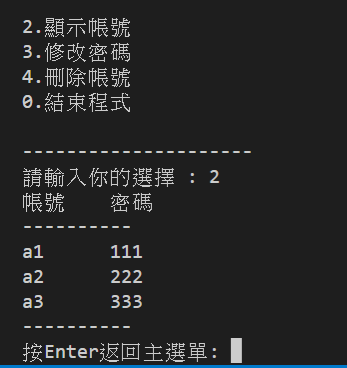 2.顯示帳號
3.修改密碼
4.刪除帳號
0.結束程式
----------------------
請輸入你的選擇 : 2
帳號    密碼
----------
a1      111
a2      222
a3      333
----------
按Enter返回主選單: